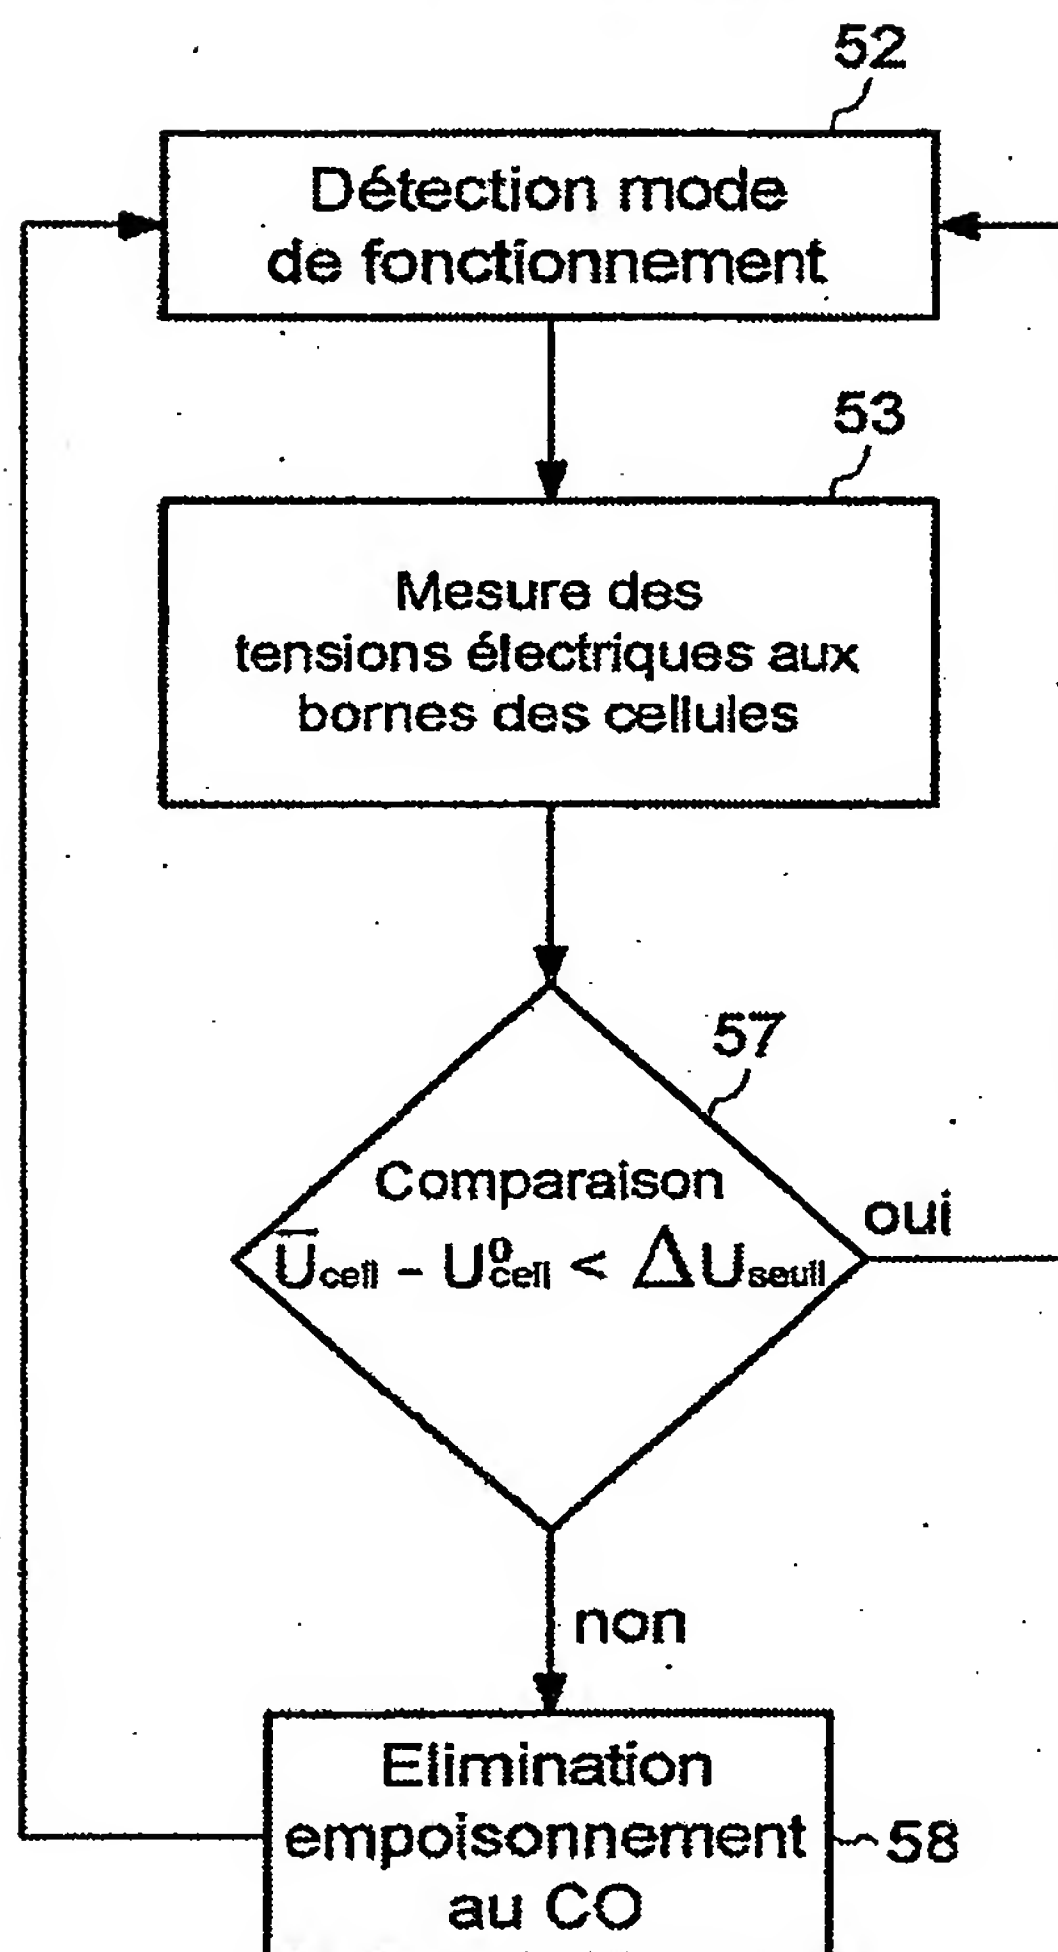 52
Détection mode
de fonctionnement
53
Mesure des
tensions électriques aux
bornes des cellules
57
Comparaison
U̅cell - U⁰cell < ΔUseuil
oui
non
Elimination
empoisonnement
au CO
58